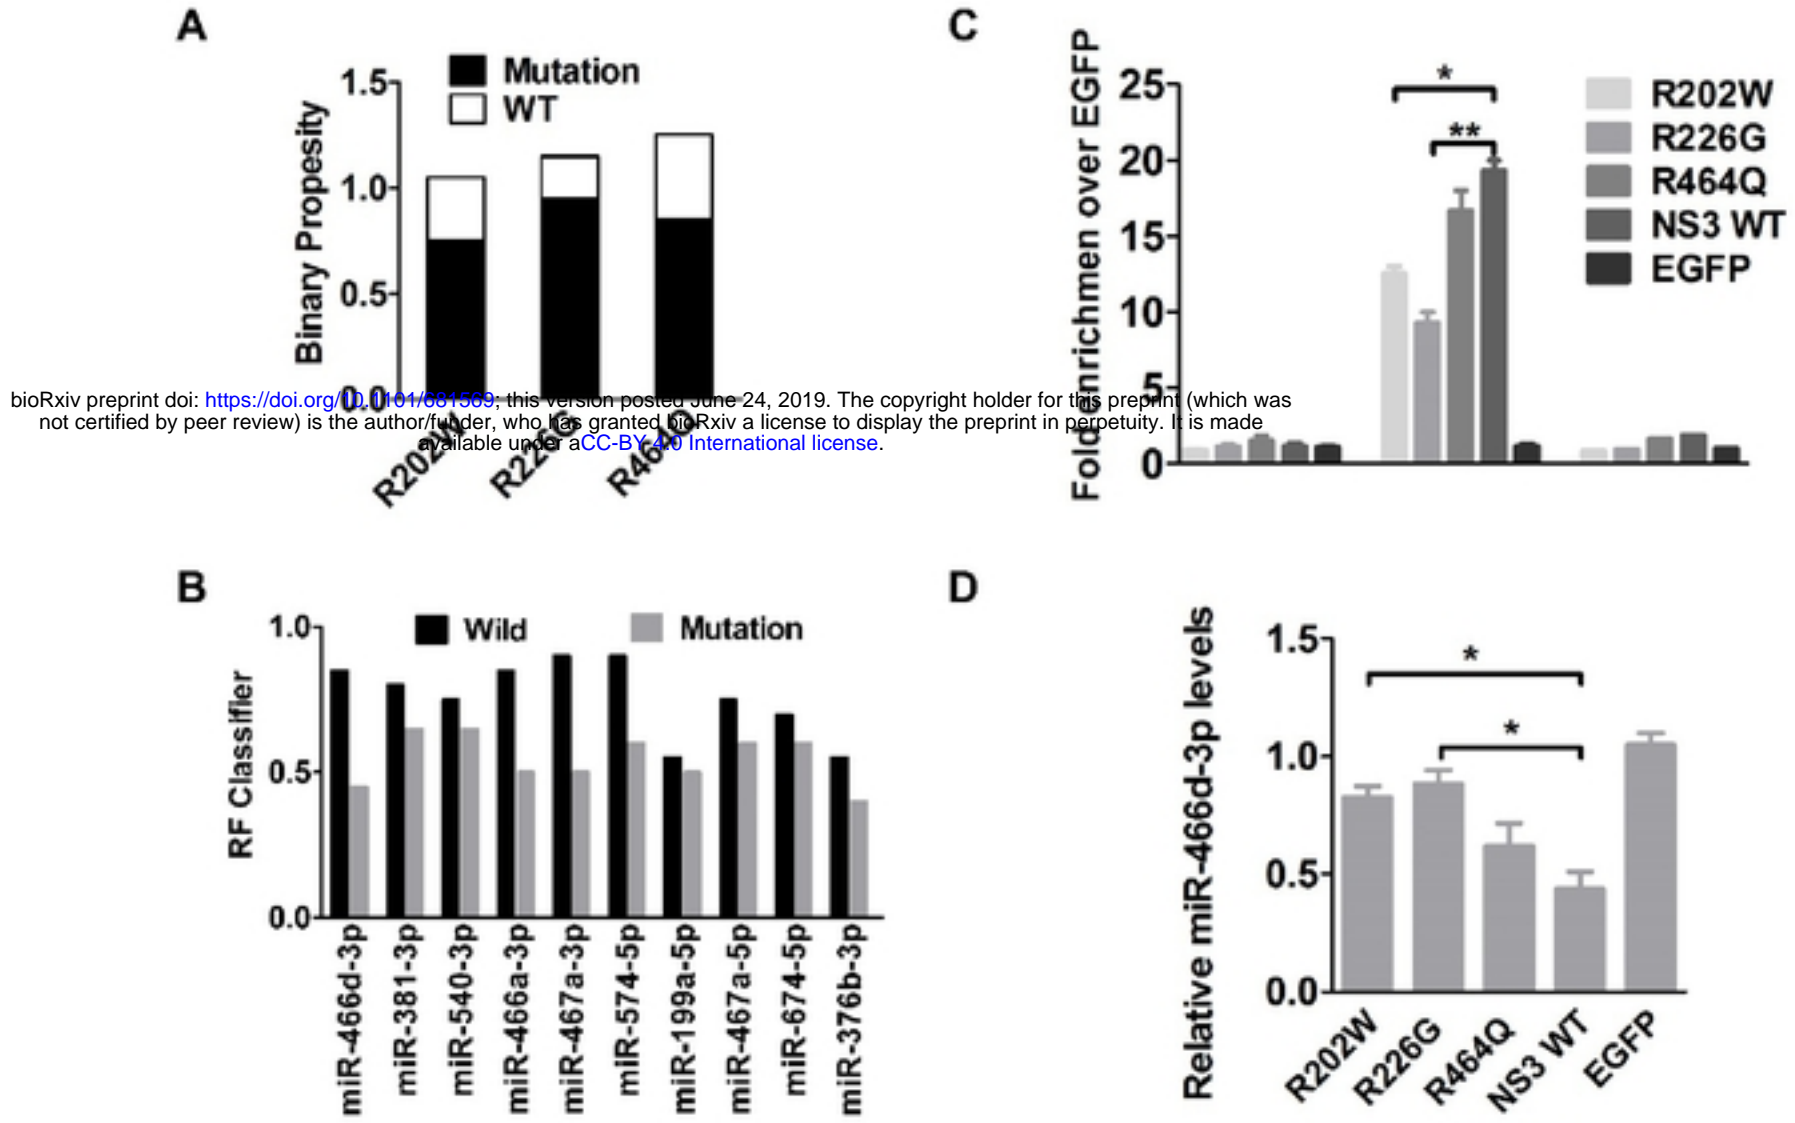 A
Mutation
WT
Binary Propesity
1.5
1.0
0.5
0.0
R202W
R226G
R464Q
C
Fold enrichmen over EGFP
25
20
15
10
5
0
*
**
R202W
R226G
R464Q
NS3 WT
EGFP
bioRxiv preprint doi: https://doi.org/10.1101/681569; this version posted June 24, 2019. The copyright holder for this preprint (which was
not certified by peer review) is the author/funder, who has granted bioRxiv a license to display the preprint in perpetuity. It is made
available under aCC-BY 4.0 International license.
B
Wild
Mutation
RF Classifier
1.0
0.5
0.0
miR-466d-3p
miR-381-3p
miR-540-3p
miR-466a-3p
miR-467a-3p
miR-574-5p
miR-199a-5p
miR-467a-5p
miR-674-5p
miR-376b-3p
D
Relative miR-466d-3p levels
1.5
1.0
0.5
0.0
*
*
R202W
R226G
R464Q
NS3 WT
EGFP